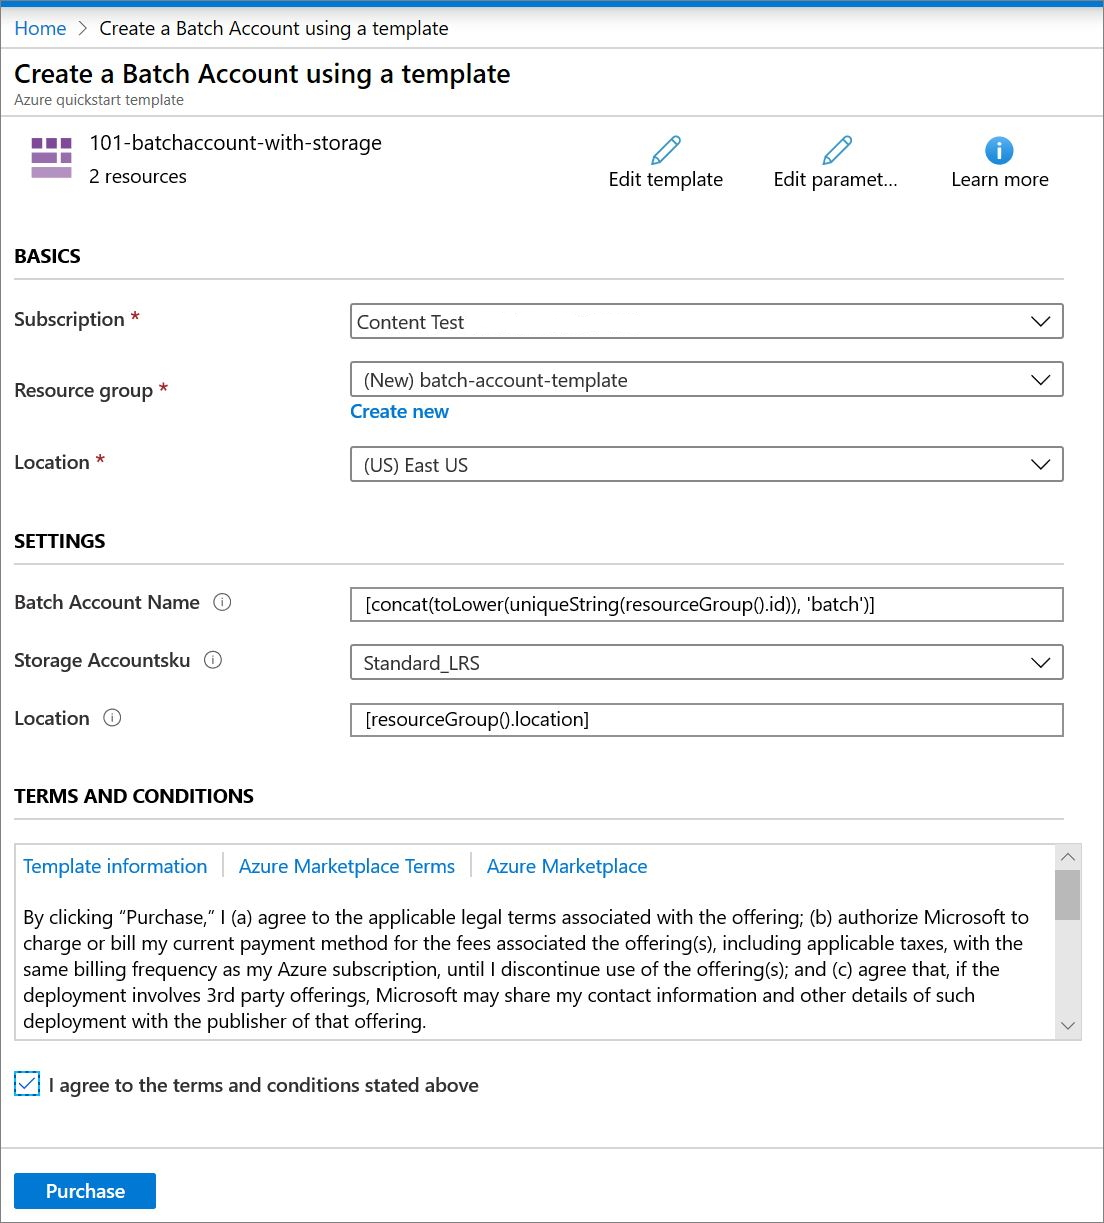 Home > Create a Batch Account using a template
Create a Batch Account using a template
Azure quickstart template
101-batchaccount-with-storage
2 resources
Edit template
Edit paramet...
Learn more
BASICS
Subscription *
Content Test
Resource group *
(New) batch-account-template
Create new
Location *
(US) East US
SETTINGS
Batch Account Name
[concat(toLower(uniqueString(resourceGroup().id)), 'batch')]
Storage Accountsku
Standard_LRS
Location
[resourceGroup().location]
TERMS AND CONDITIONS
Template information | Azure Marketplace Terms | Azure Marketplace
By clicking “Purchase,” I (a) agree to the applicable legal terms associated with the offering; (b) authorize Microsoft to
charge or bill my current payment method for the fees associated the offering(s), including applicable taxes, with the
same billing frequency as my Azure subscription, until I discontinue use of the offering(s); and (c) agree that, if the
deployment involves 3rd party offerings, Microsoft may share my contact information and other details of such
deployment with the publisher of that offering.
I agree to the terms and conditions stated above
Purchase